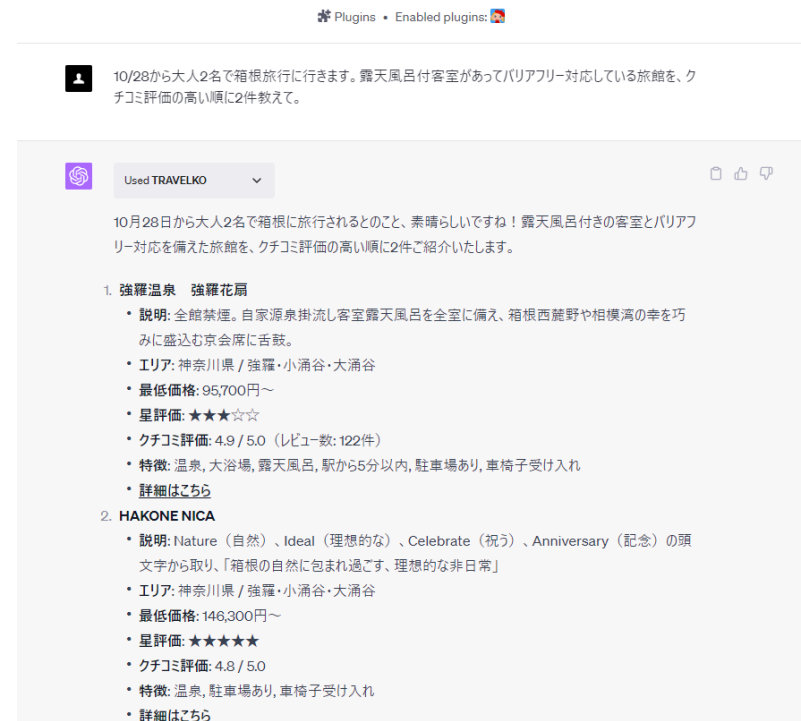 Plugins • Enabled plugins:
10/28から大人2名で箱根旅行に行きます。露天風呂付客室があってバリアフリー対応している旅館を、ク
チコミ評価の高い順に2件教えて。
Used TRAVELKO
10月28日から大人2名で箱根に旅行されるとのこと、素晴らしいですね！露天風呂付きの客室とバリアフ
リー対応を備えた旅館を、クチコミ評価の高い順に2件ご紹介いたします。
1. 強羅温泉　強羅花扇
• 説明: 全館禁煙。自家源泉掛流し客室露天風呂を全室に備え、箱根西麓野や相模湾の幸を巧
みに盛込む京会席に舌鼓。
• エリア: 神奈川県 / 強羅・小涌谷・大涌谷
• 最低価格: 95,700円～
• 星評価: ★★★☆☆
• クチコミ評価: 4.9 / 5.0（レビュー数: 122件）
• 特徴: 温泉, 大浴場, 露天風呂, 駅から5分以内, 駐車場あり, 車椅子受け入れ
• 詳細はこちら
2. HAKONE NICA
• 説明: Nature（自然）、Ideal（理想的な）、Celebrate（祝う）、Anniversary（記念）の頭
文字から取り、「箱根の自然に包まれ過ごす、理想的な非日常」
• エリア: 神奈川県 / 強羅・小涌谷・大涌谷
• 最低価格: 146,300円～
• 星評価: ★★★★★
• クチコミ評価: 4.8 / 5.0
• 特徴: 温泉, 駐車場あり, 車椅子受け入れ
• 詳細はこちら